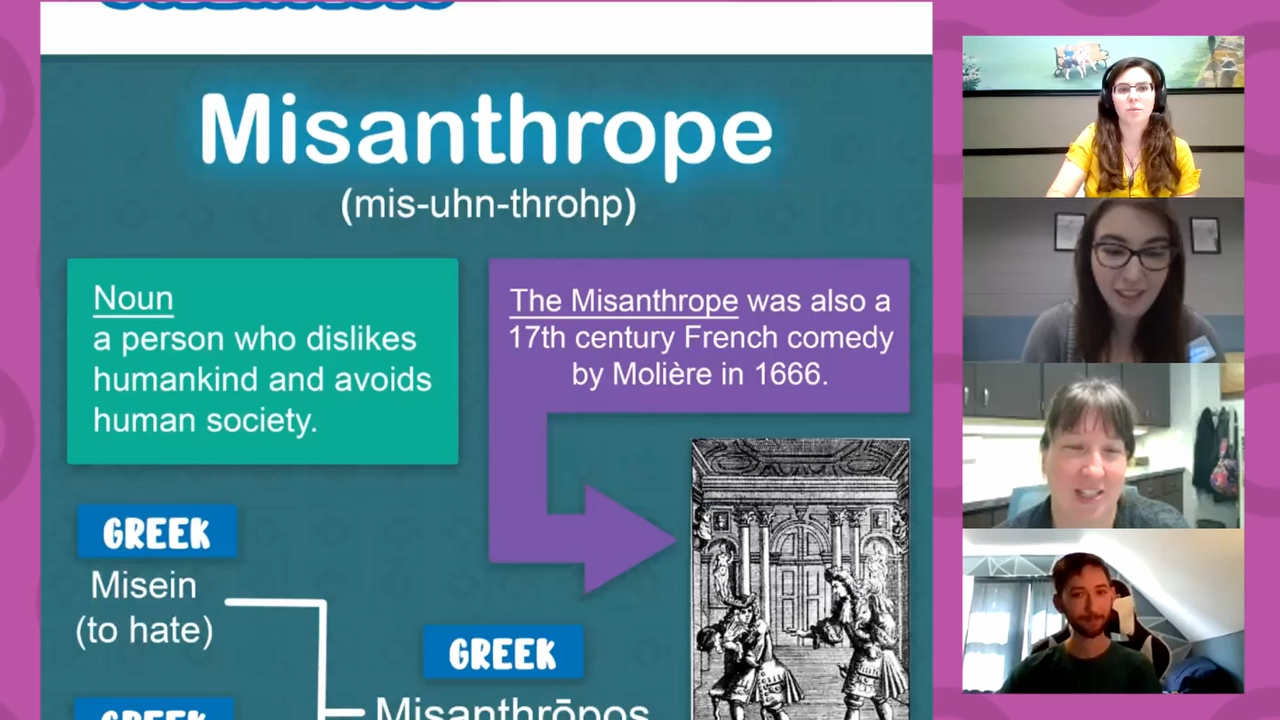 Misanthrope
(mis-uhn-throhp)
Noun
a person who dislikes
humankind and avoids
human society.
The Misanthrope was also a
17th century French comedy
by Molière in 1666.
GREEK
Misein
(to hate)
GREEK
Misanthrōpos
GREEK